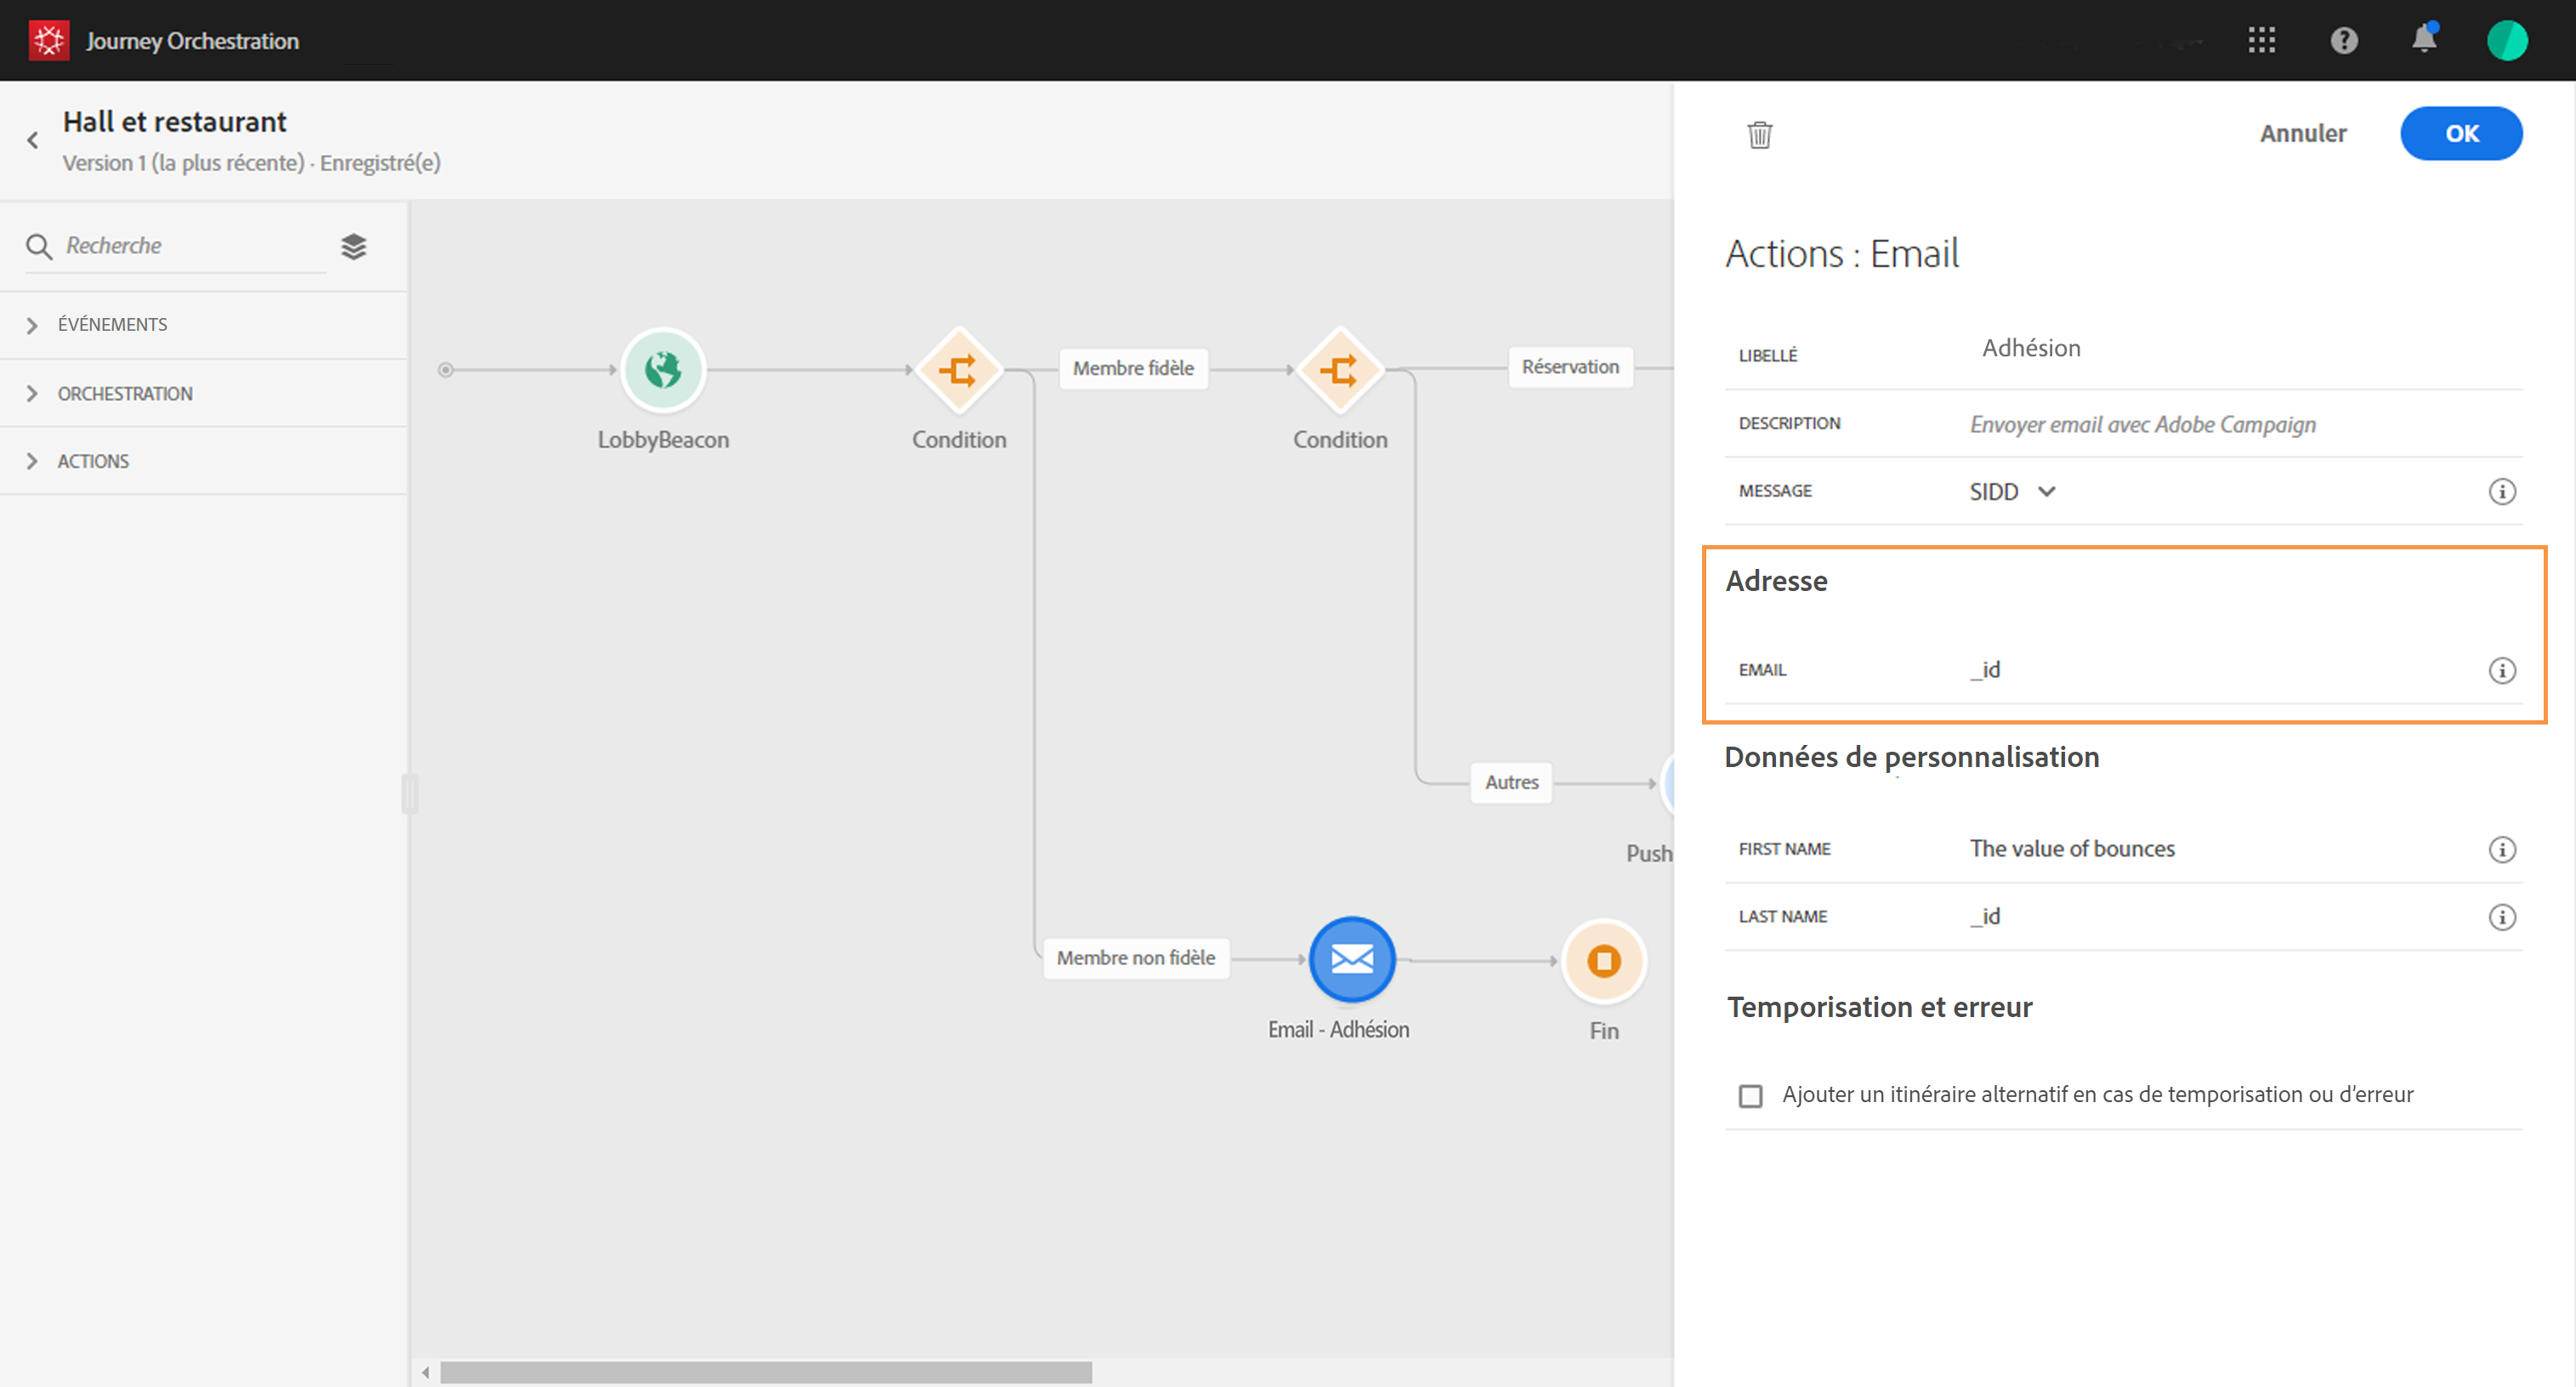 Journey Orchestration
Hall et restaurant
Version 1 (la plus récente) · Enregistré(e)
Annuler
OK
Recherche
ÉVÉNEMENTS
ORCHESTRATION
ACTIONS
LobbyBeacon
Condition
Membre fidèle
Condition
Réservation
Autres
Push
Membre non fidèle
Email - Adhésion
Fin
Actions : Email
LIBELLÉ Adhésion
DESCRIPTION Envoyer email avec Adobe Campaign
MESSAGE SIDD
Adresse
EMAIL _id
Données de personnalisation
FIRST NAME The value of bounces
LAST NAME _id
Temporisation et erreur
Ajouter un itinéraire alternatif en cas de temporisation ou d’erreur